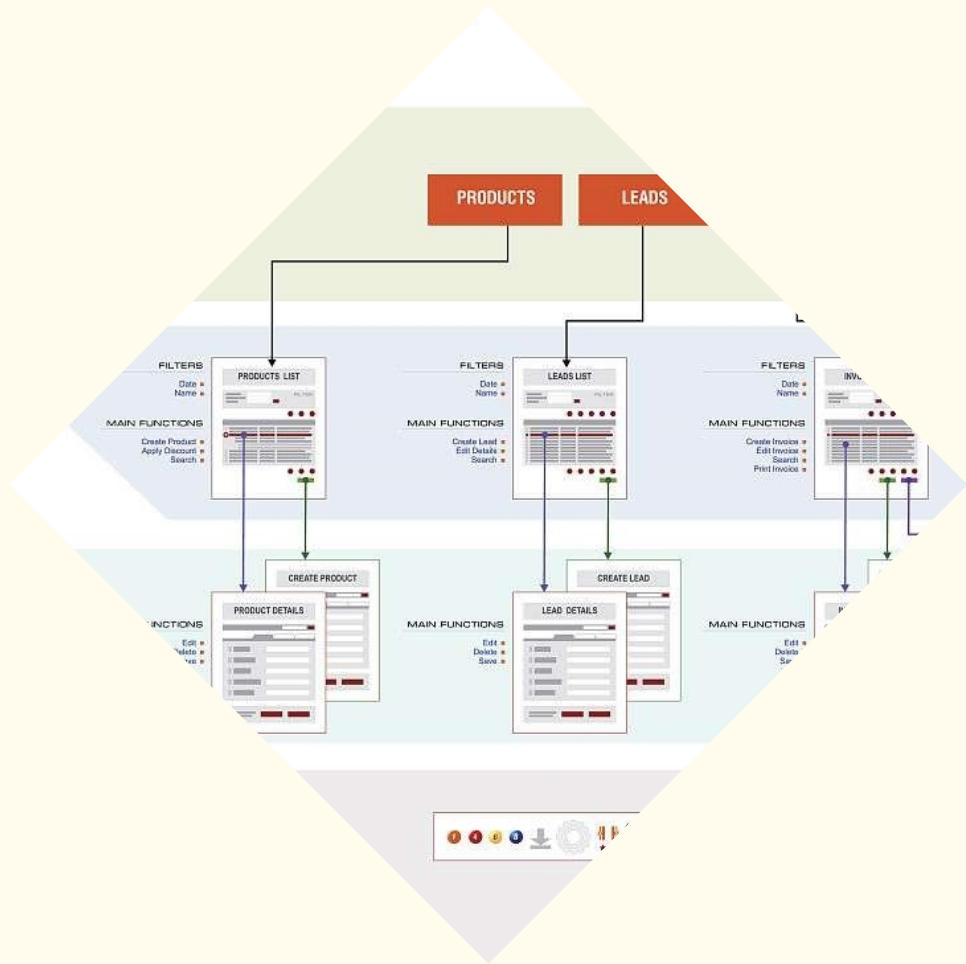 PRODUCTS
LEADS
FILTERS
Date
Name
MAIN FUNCTIONS
Create Product
Apply Discount
Search
PRODUCTS LIST
FILTER
FILTERS
Date
Name
MAIN FUNCTIONS
Create Lead
Edit Details
Search
LEADS LIST
FILTER
FILTERS
Date
Name
MAIN FUNCTIONS
Create Invoice
Edit Invoice
Search
Print Invoice
CREATE PRODUCT
PRODUCT DETAILS
Edit
MAIN FUNCTIONS
Edit
Delete
Save
CREATE LEAD
LEAD DETAILS
MAIN FUNCTIONS
Edit
Delete